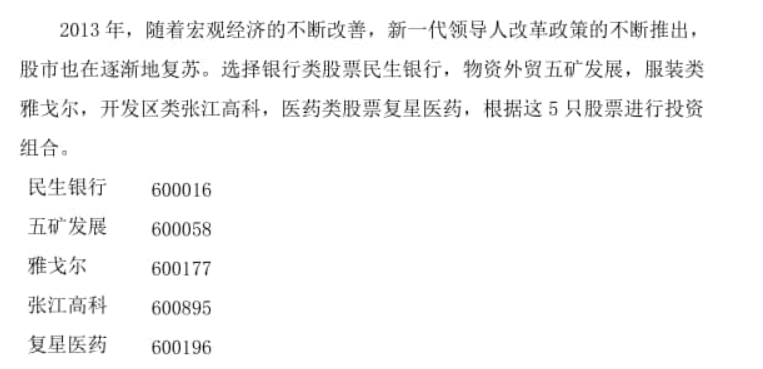 2013 年，随着宏观经济的不断改善，新一代领导人改革政策的不断推出，
股市也在逐渐地复苏。选择银行类股票民生银行，物资外贸五矿发展，服装类
雅戈尔，开发区类张江高科，医药类股票复星医药，根据这 5 只股票进行投资
组合。
民生银行 600016
五矿发展 600058
雅戈尔 600177
张江高科 600895
复星医药 600196